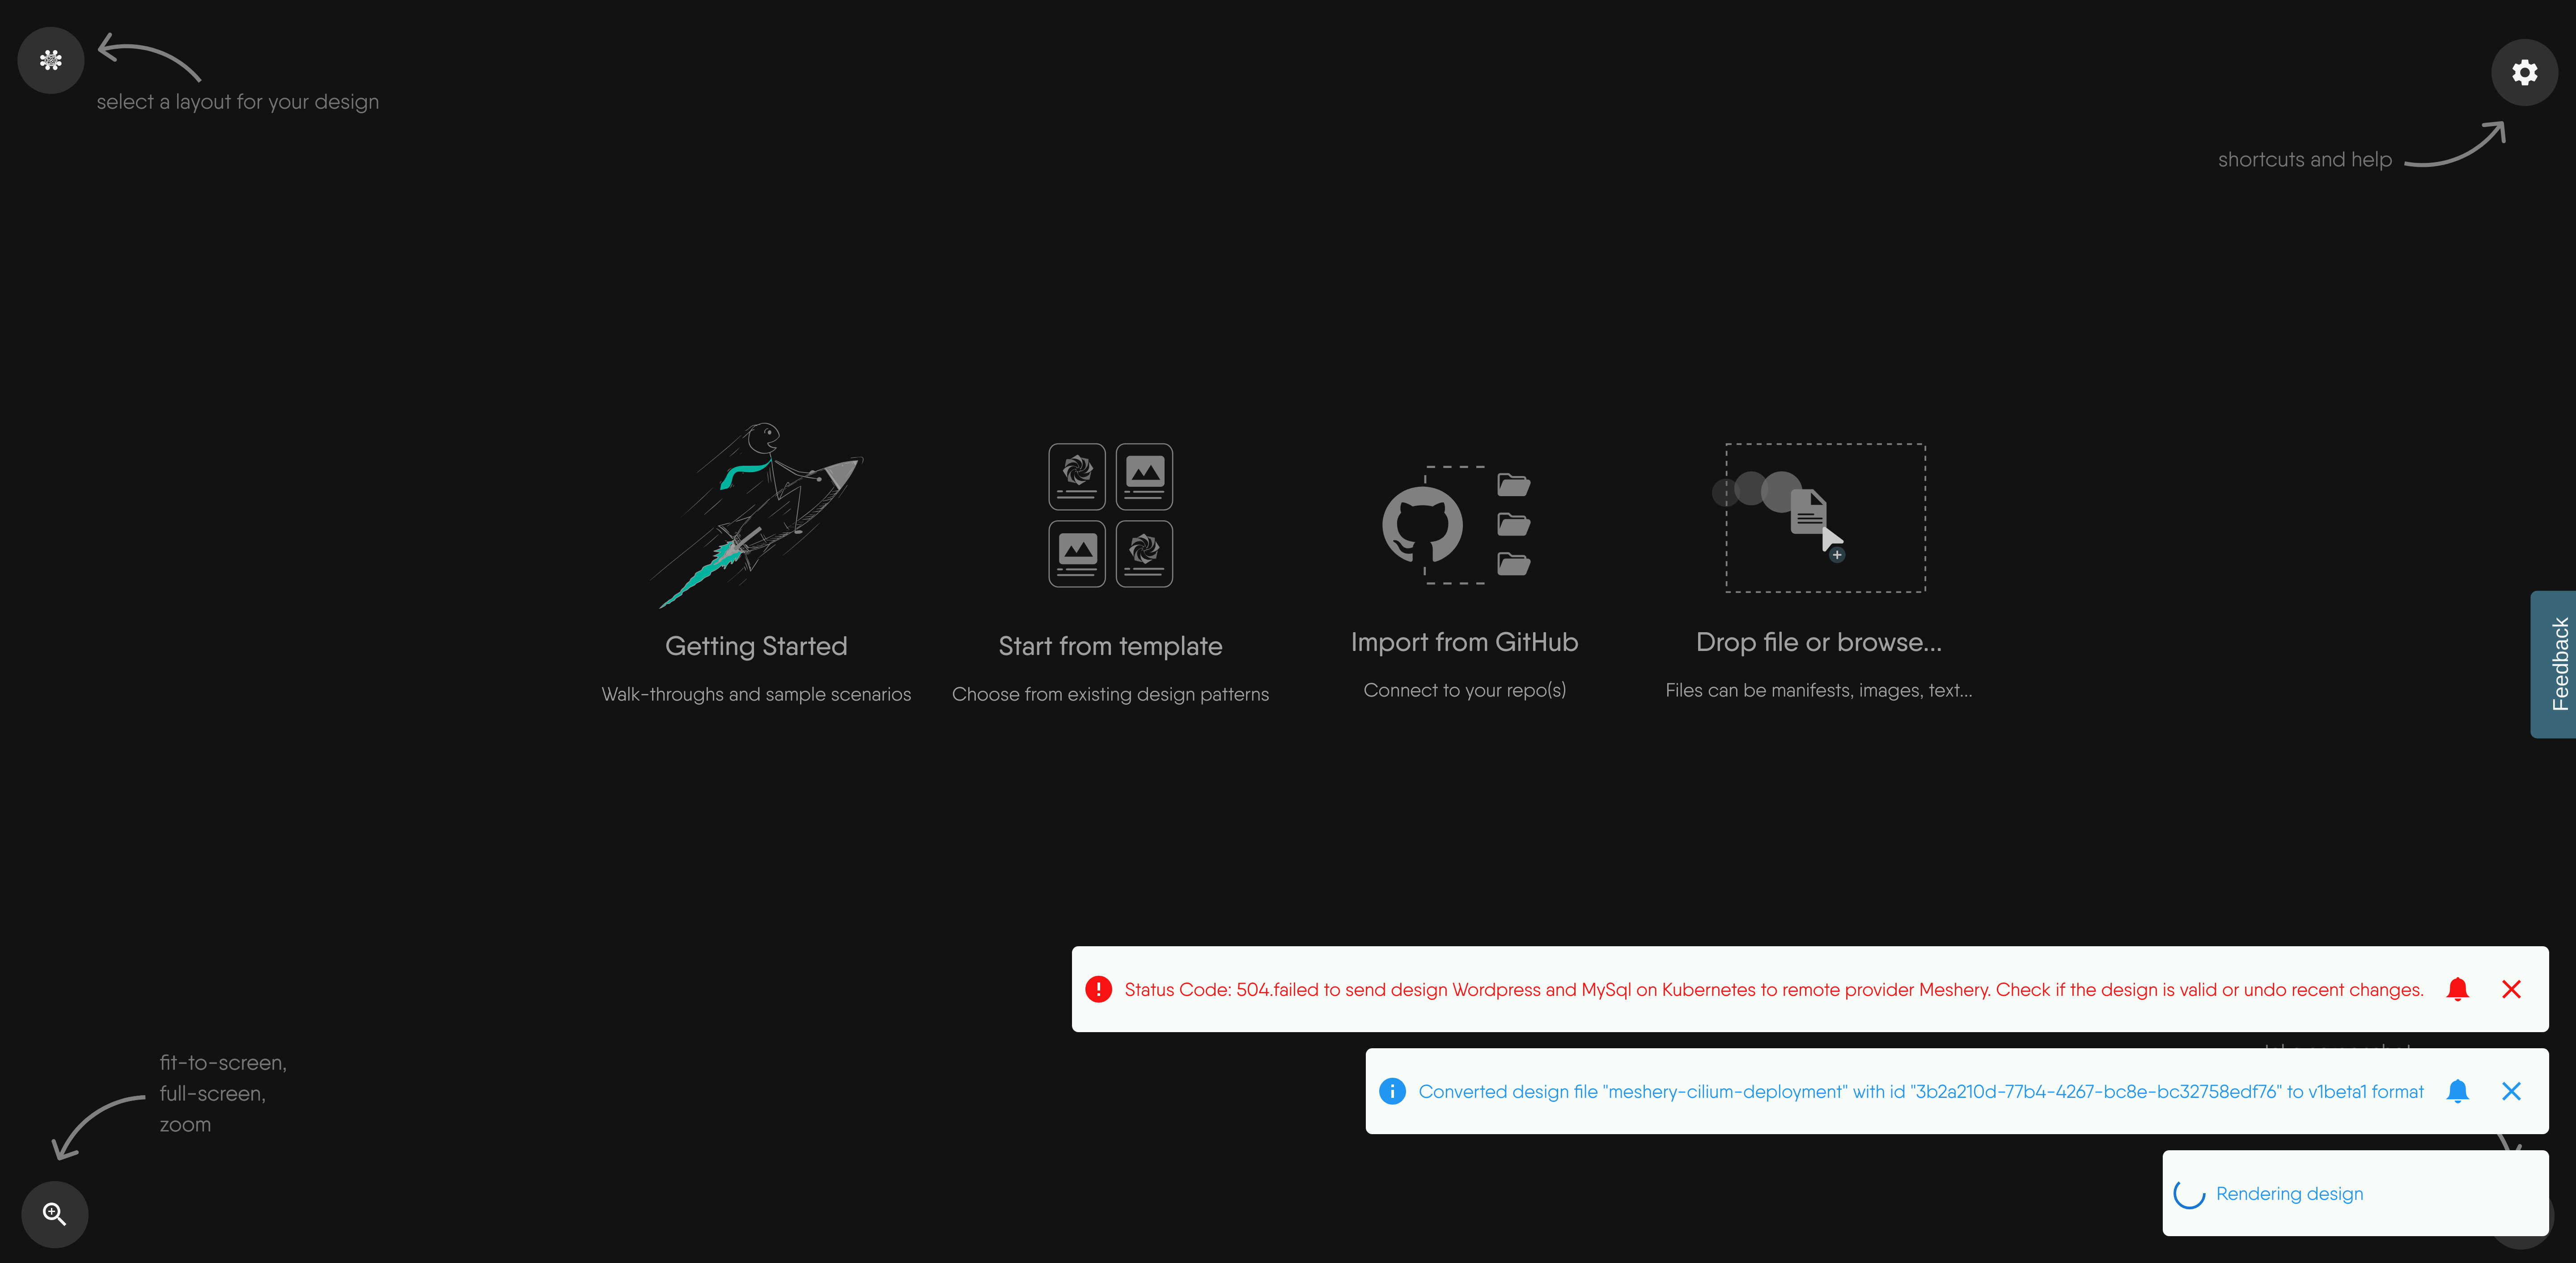 select a layout for your design
shortcuts and help
Getting Started
Walk-throughs and sample scenarios
Start from template
Choose from existing design patterns
Import from GitHub
Connect to your repo(s)
Drop file or browse...
Files can be manifests, images, text...
Feedback
Status Code: 504.failed to send design Wordpress and MySql on Kubernetes to remote provider Meshery. Check if the design is valid or undo recent changes.
Converted design file "meshery-cilium-deployment" with id "3b2a210d-77b4-4267-bc8e-bc32758edf76" to v1beta1 format
Rendering design
fit-to-screen,
full-screen,
zoom